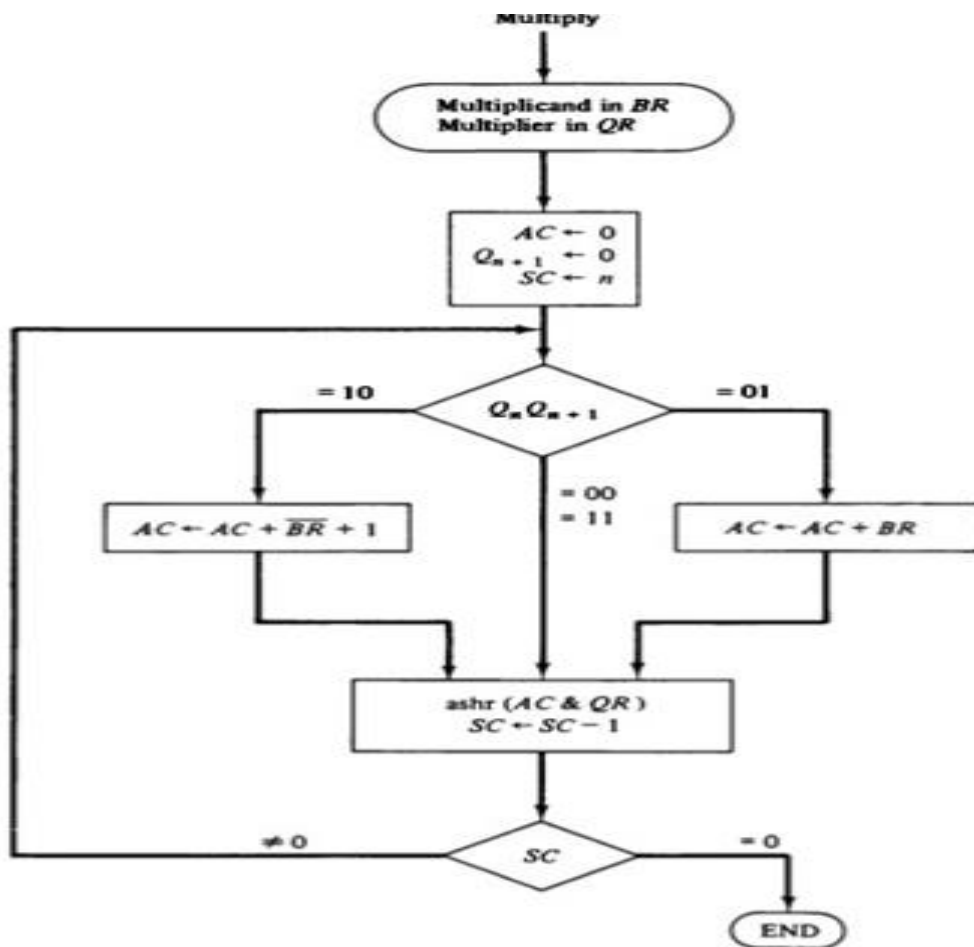 Multiply
Multiplicand in BR
Multiplier in QR
AC ← 0
Qₙ₊₁ ← 0
SC ← n
= 10
QₙQₙ₊₁
= 01
= 00
= 11
AC ← AC + B̅R̅ + 1
AC ← AC + BR
ashr (AC & QR)
SC ← SC − 1
≠ 0
SC
= 0
END